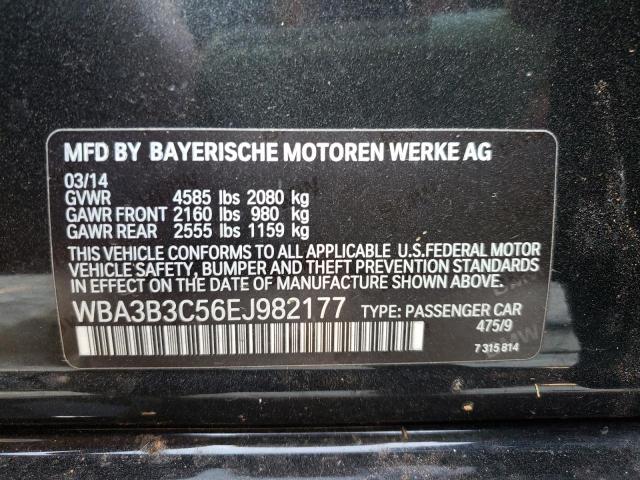 MFD BY BAYERISCHE MOTOREN WERKE AG
03/14
GVWR 4585 lbs 2080 kg
GAWR FRONT 2160 lbs 980 kg
GAWR REAR 2555 lbs 1159 kg
THIS VEHICLE CONFORMS TO ALL APPLICABLE U.S.FEDERAL MOTOR
VEHICLE SAFETY, BUMPER AND THEFT PREVENTION STANDARDS
IN EFFECT ON THE DATE OF MANUFACTURE SHOWN ABOVE.
WBA3B3C56EJ982177 TYPE: PASSENGER CAR
475/9
7 315 814